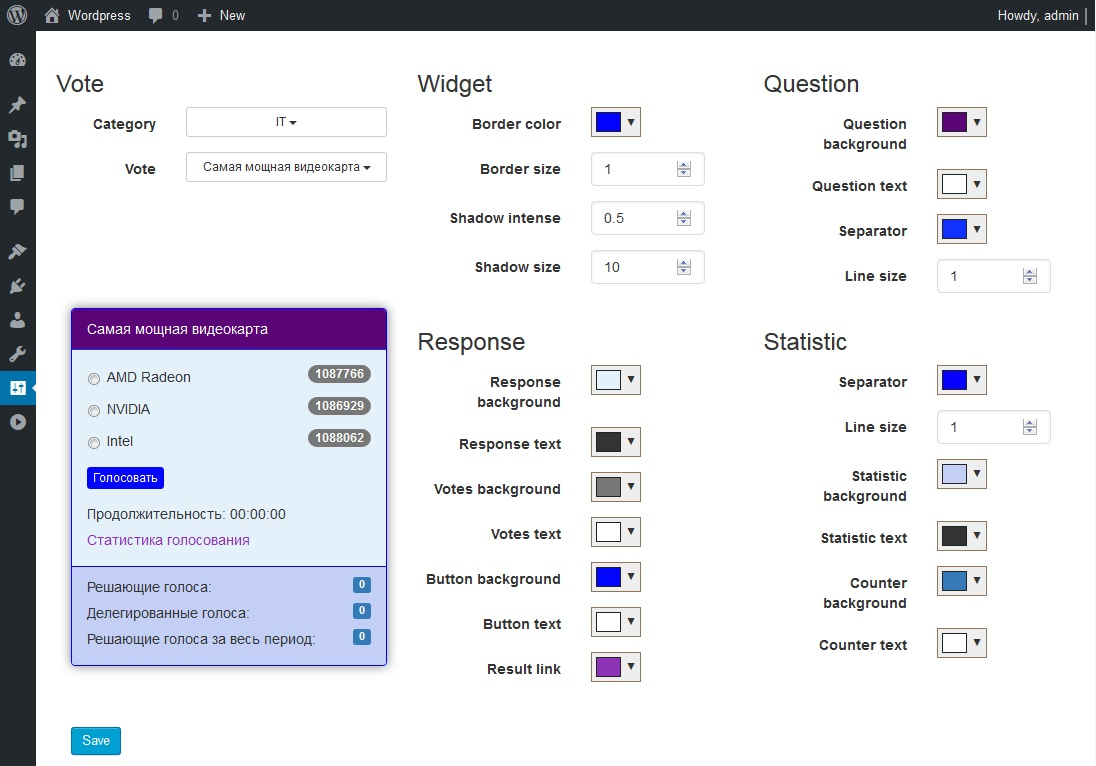 Wordpress 0 New Howdy, admin
Vote
Category IT
Vote Самая мощная видеокарта
Widget
Border color
Border size 1
Shadow intense 0.5
Shadow size 10
Question
Question
background
Question text
Separator
Line size 1
Самая мощная видеокарта
AMD Radeon 1087766
NVIDIA 1086929
Intel 1088062
Голосовать
Продолжительность: 00:00:00
Статистика голосования
Решающие голоса: 0
Делегированные голоса: 0
Решающие голоса за весь период: 0
Response
Response
background
Response text
Votes background
Votes text
Button background
Button text
Result link
Statistic
Separator
Line size 1
Statistic
background
Statistic text
Counter
background
Counter text
Save